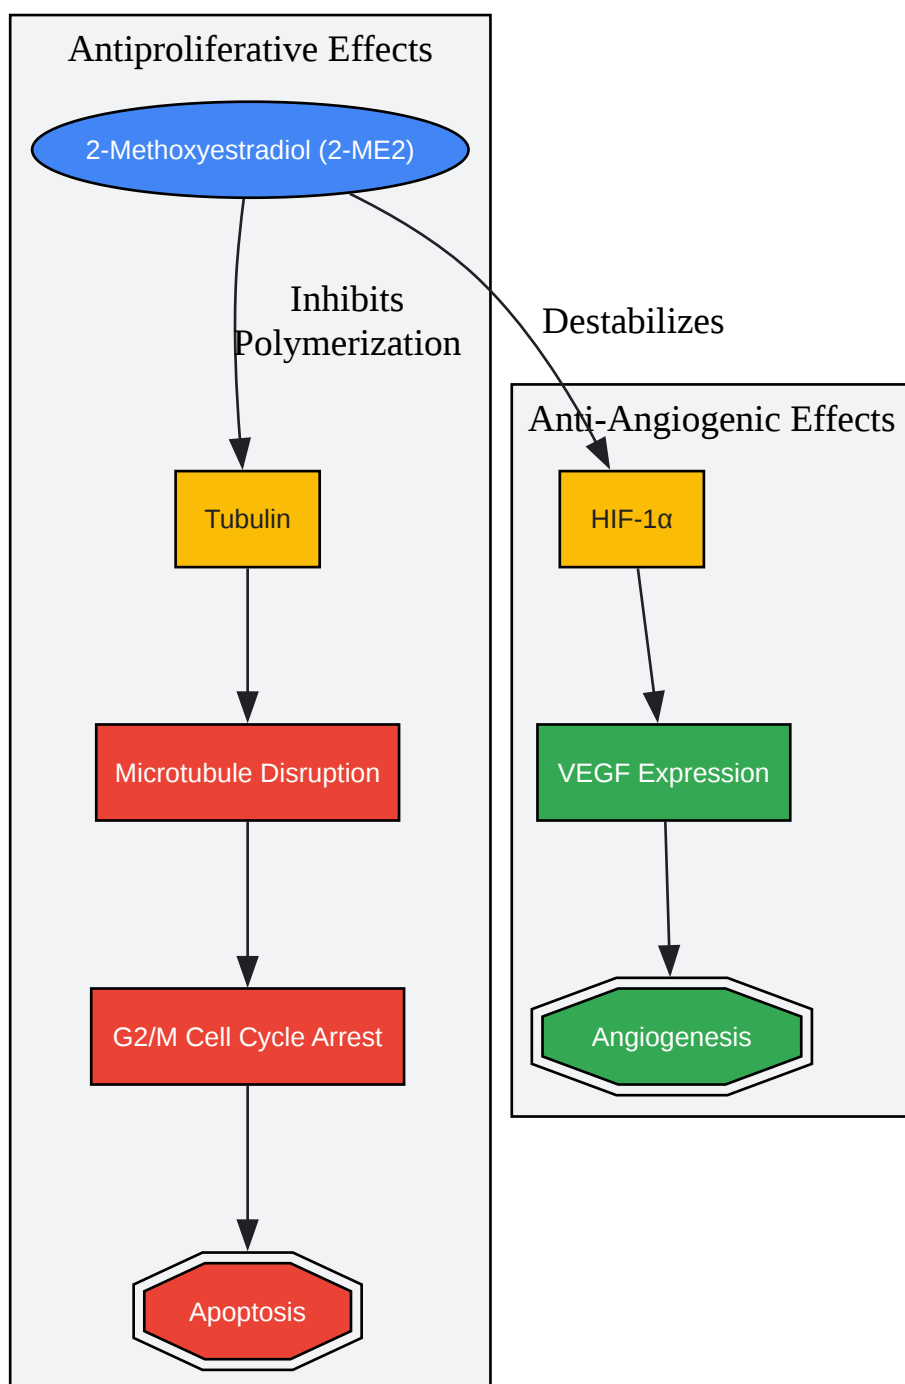 Antiproliferative Effects
2-Methoxyestradiol (2-ME2)
Inhibits
Polymerization
Destabilizes
Anti-Angiogenic Effects
Tubulin
HIF-1α
Microtubule Disruption
VEGF Expression
G2/M Cell Cycle Arrest
Angiogenesis
Apoptosis